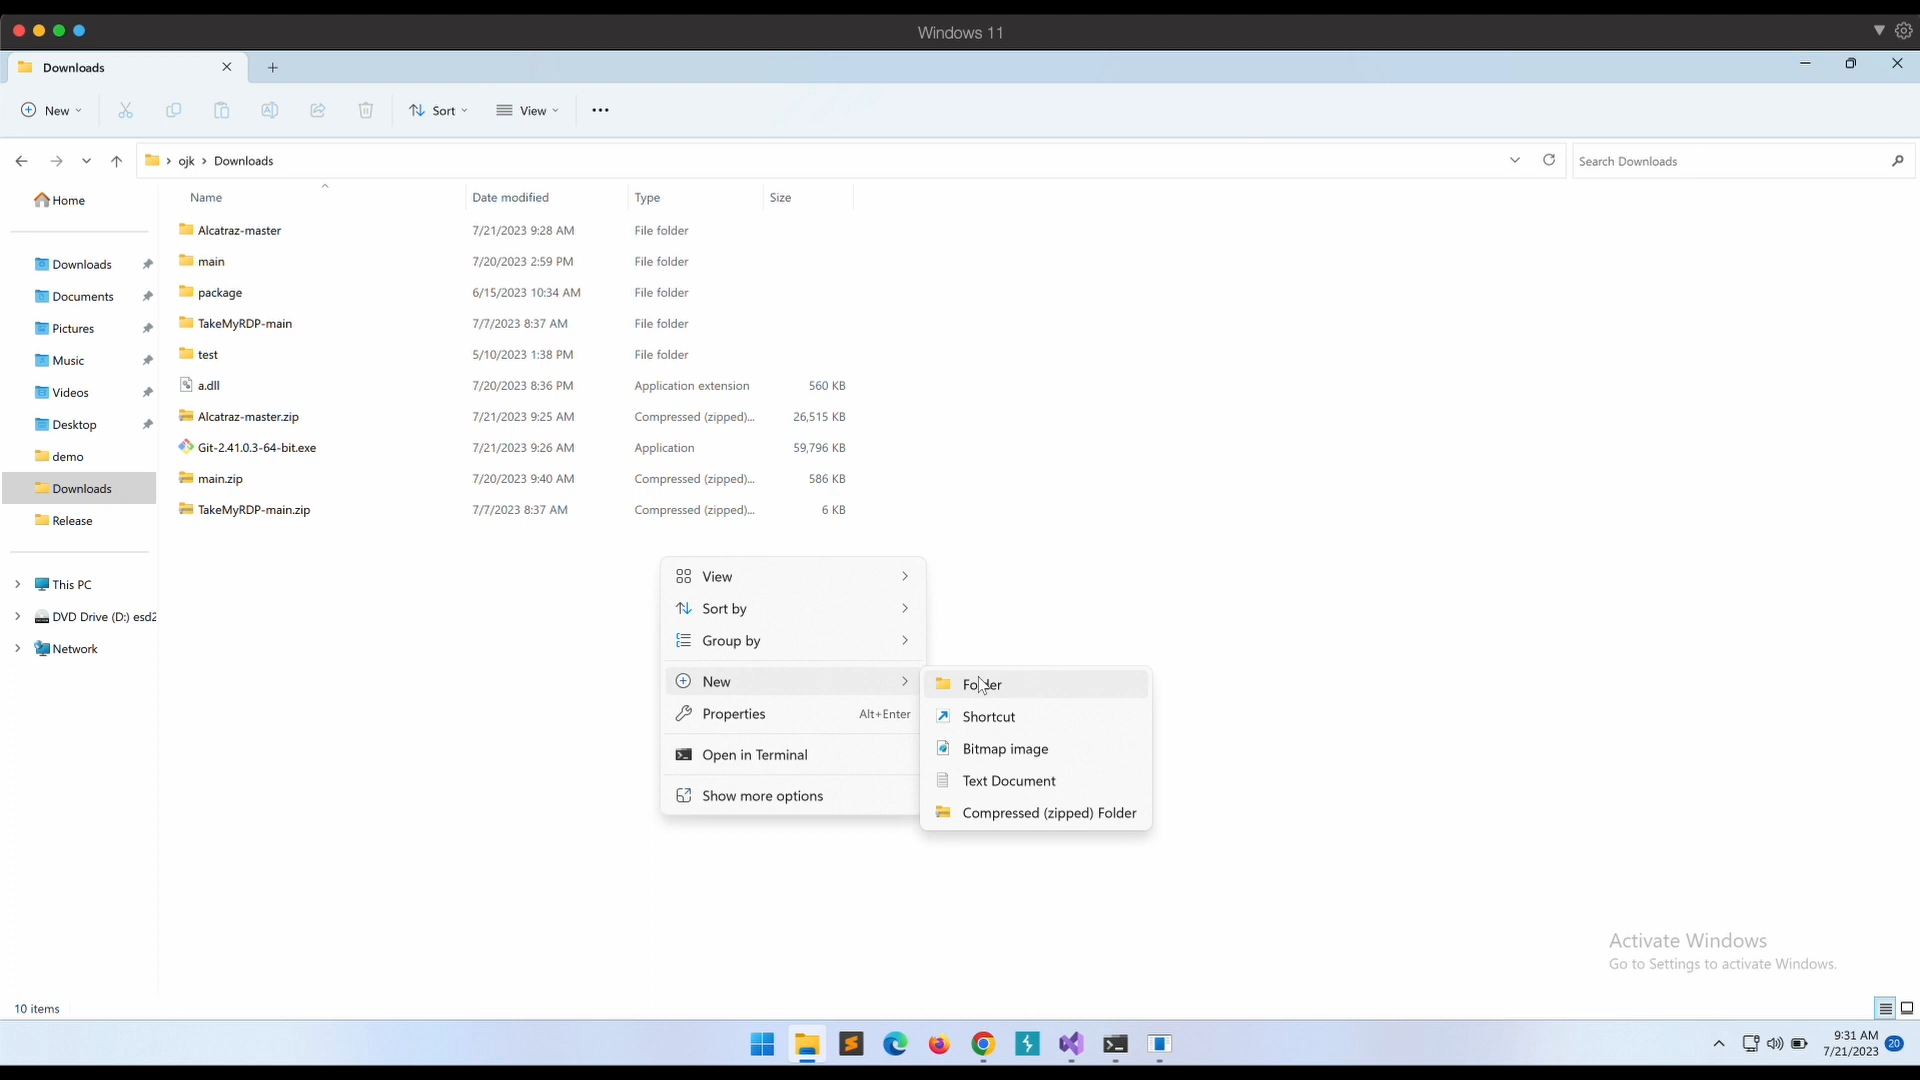 Windows 11
Downloads
New Sort View
ojk Downloads Search Downloads
Home
Downloads
Documents
Pictures
Music
Videos
Desktop
demo
Downloads
Release
This PC
DVD Drive (D:) esd2
Network
Name Date modified Type Size
Alcatraz-master 7/21/2023 9:28 AM File folder
main 7/20/2023 2:59 PM File folder
package 6/15/2023 10:34 AM File folder
TakeMyRDP-main 7/7/2023 8:37 AM File folder
test 5/10/2023 1:38 PM File folder
a.dll 7/20/2023 8:36 PM Application extension 560 KB
Alcatraz-master.zip 7/21/2023 9:25 AM Compressed (zipped)... 26,515 KB
Git-2.41.0.3-64-bit.exe 7/21/2023 9:26 AM Application 59,796 KB
main.zip 7/20/2023 9:40 AM Compressed (zipped)... 586 KB
TakeMyRDP-main.zip 7/7/2023 8:37 AM Compressed (zipped)... 6 KB
View
Sort by
Group by
New
Properties Alt+Enter
Open in Terminal
Show more options
Folder
Shortcut
Bitmap image
Text Document
Compressed (zipped) Folder
Activate Windows
Go to Settings to activate Windows.
10 items
9:31 AM
7/21/2023 20